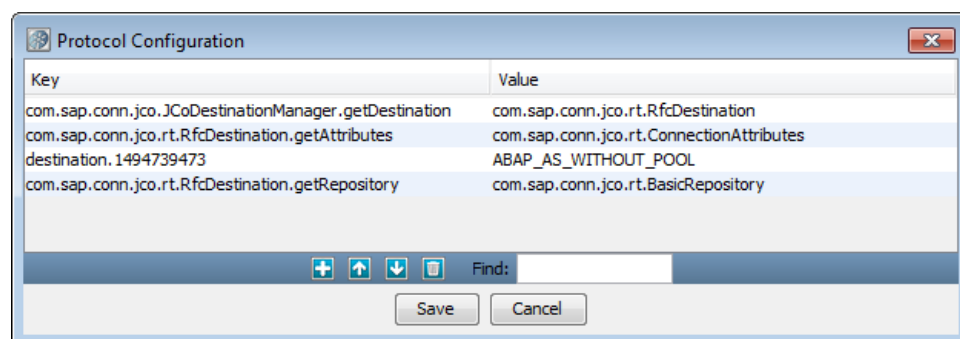 Protocol Configuration
Key Value
com.sap.conn.jco.JCoDestinationManager.getDestination com.sap.conn.jco.rt.RfcDestination
com.sap.conn.jco.rt.RfcDestination.getAttributes com.sap.conn.jco.rt.ConnectionAttributes
destination.1494739473 ABAP_AS_WITHOUT_POOL
com.sap.conn.jco.rt.RfcDestination.getRepository com.sap.conn.jco.rt.BasicRepository
Find:
Save Cancel